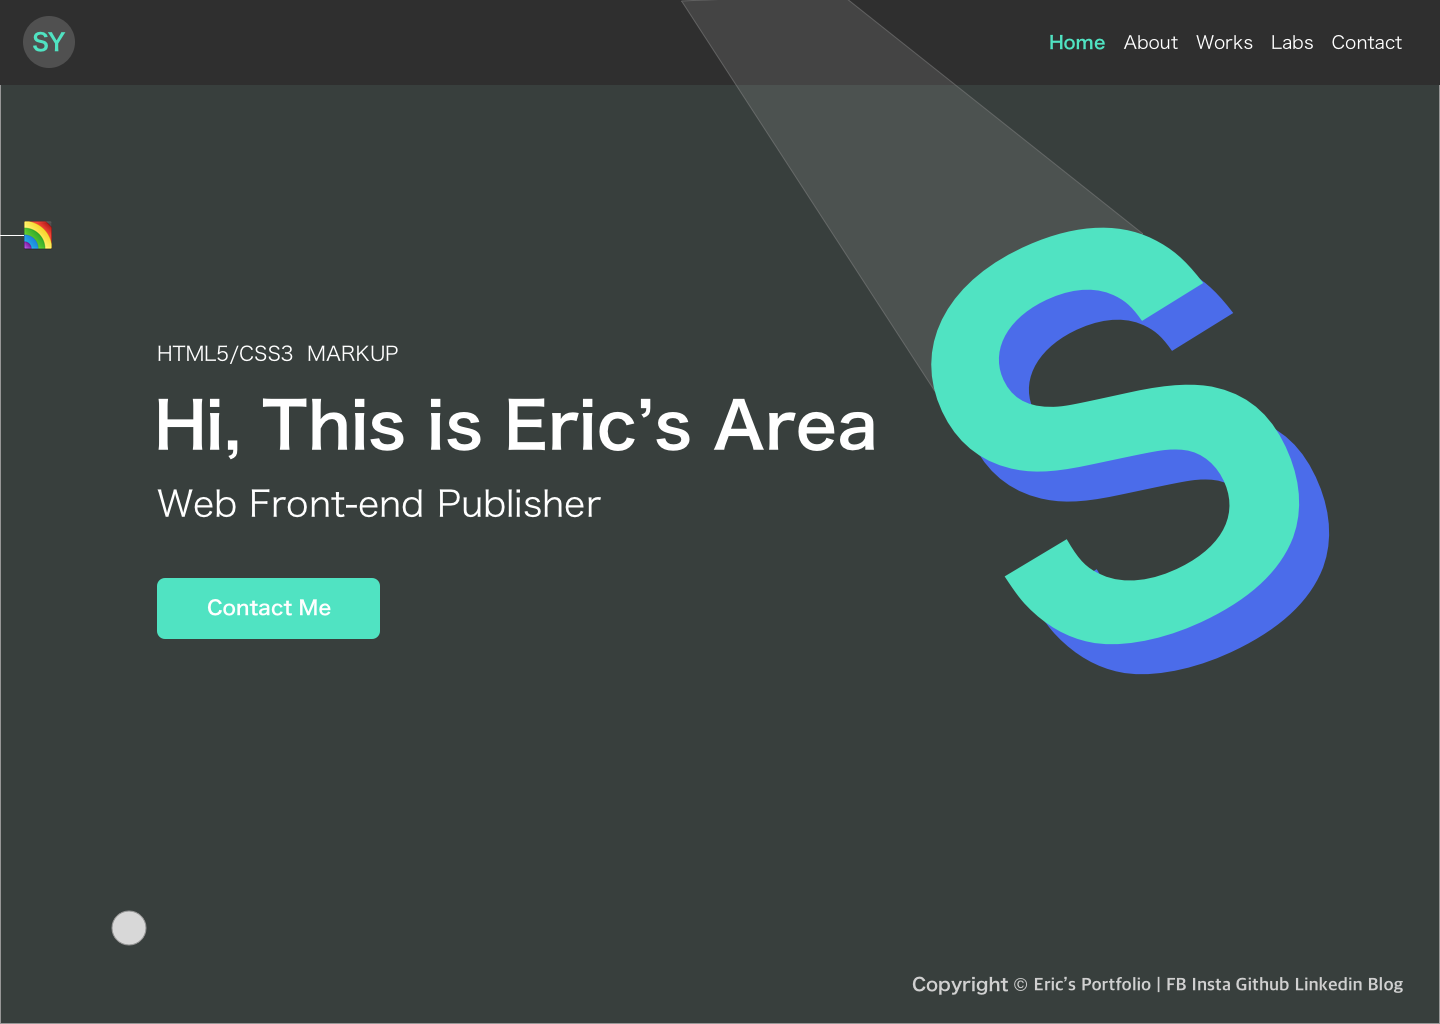 SY
Home About Works Labs Contact
HTML5/CSS3 MARKUP
Hi, This is Eric’s Area
Web Front-end Publisher
Contact Me
S
Copyright © Eric’s Portfolio | FB Insta Github Linkedin Blog